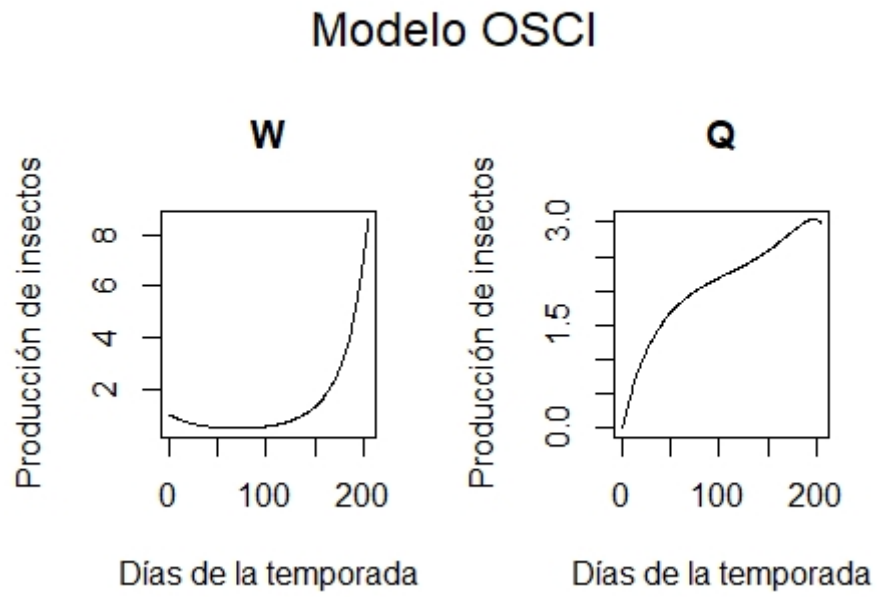 Modelo OSCI
W
Producción de insectos
8
6
4
2
0
100
200
Días de la temporada
Q
Producción de insectos
3.0
1.5
0.0
0
100
200
Días de la temporada